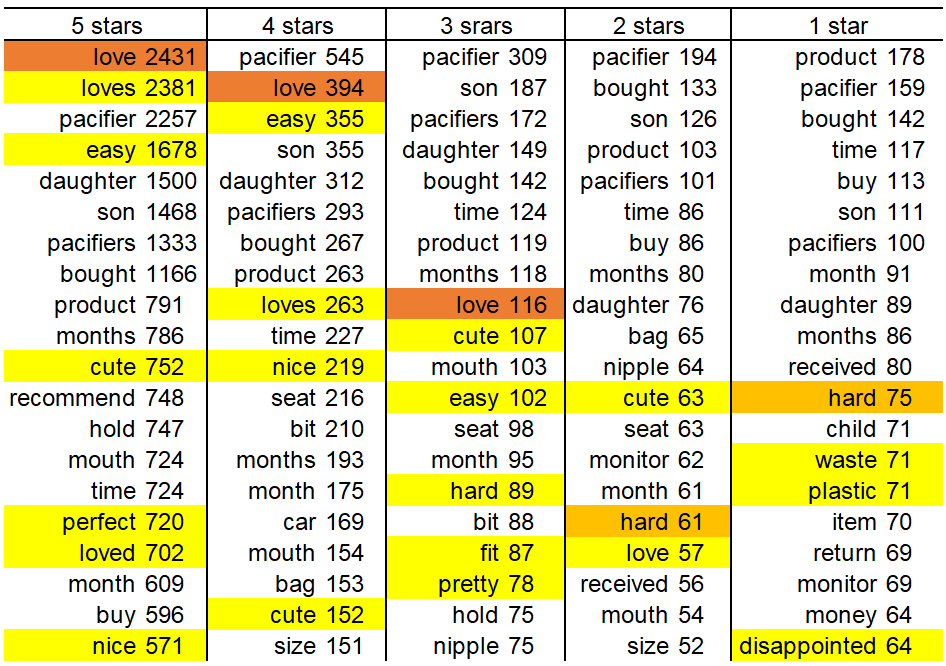 5 stars 4 stars 3 srars 2 stars 1 star
love 2431 pacifier 545 pacifier 309 pacifier 194 product 178
loves 2381 love 394 son 187 bought 133 pacifier 159
pacifier 2257 easy 355 pacifiers 172 son 126 bought 142
easy 1678 son 355 daughter 149 product 103 time 117
daughter 1500 daughter 312 bought 142 pacifiers 101 buy 113
son 1468 pacifiers 293 time 124 time 86 son 111
pacifiers 1333 bought 267 product 119 buy 86 pacifiers 100
bought 1166 product 263 months 118 months 80 month 91
product 791 loves 263 love 116 daughter 76 daughter 89
months 786 time 227 cute 107 bag 65 months 86
cute 752 nice 219 mouth 103 nipple 64 received 80
recommend 748 seat 216 easy 102 cute 63 hard 75
hold 747 bit 210 seat 98 seat 63 child 71
mouth 724 months 193 month 95 monitor 62 waste 71
time 724 month 175 hard 89 month 61 plastic 71
perfect 720 car 169 bit 88 hard 61 item 70
loved 702 mouth 154 fit 87 love 57 return 69
month 609 bag 153 pretty 78 received 56 monitor 69
buy 596 cute 152 hold 75 mouth 54 money 64
nice 571 size 151 nipple 75 size 52 disappointed 64